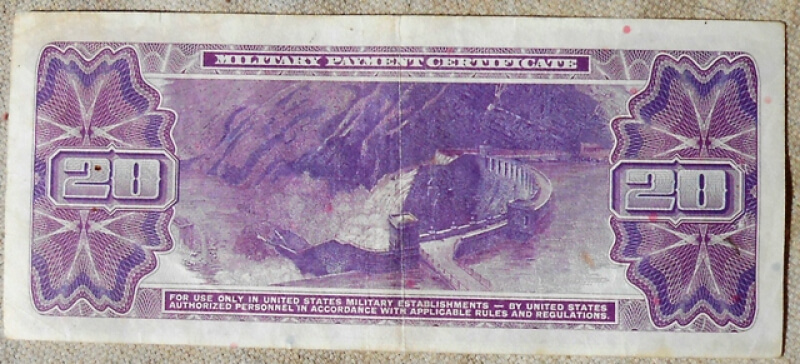 MILITARY PAYMENT CERTIFICATE
20 20
FOR USE ONLY IN UNITED STATES MILITARY ESTABLISHMENTS — BY UNITED STATES
AUTHORIZED PERSONNEL IN ACCORDANCE WITH APPLICABLE RULES AND REGULATIONS.